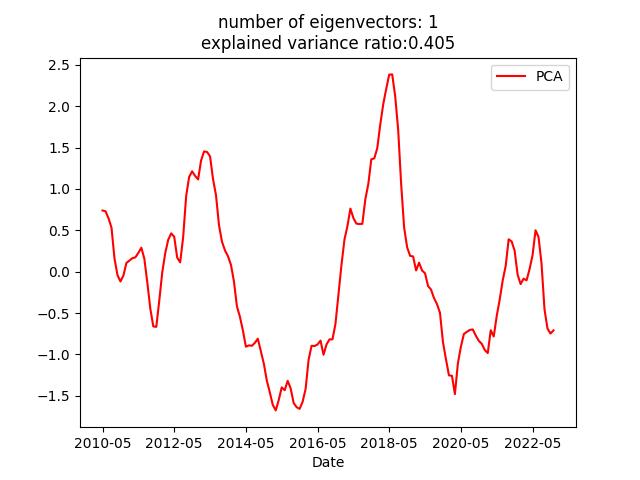 number of eigenvectors: 1
explained variance ratio:0.405
PCA
2.5
2.0
1.5
1.0
0.5
0.0
−0.5
−1.0
−1.5
2010-05 2012-05 2014-05 2016-05 2018-05 2020-05 2022-05
Date